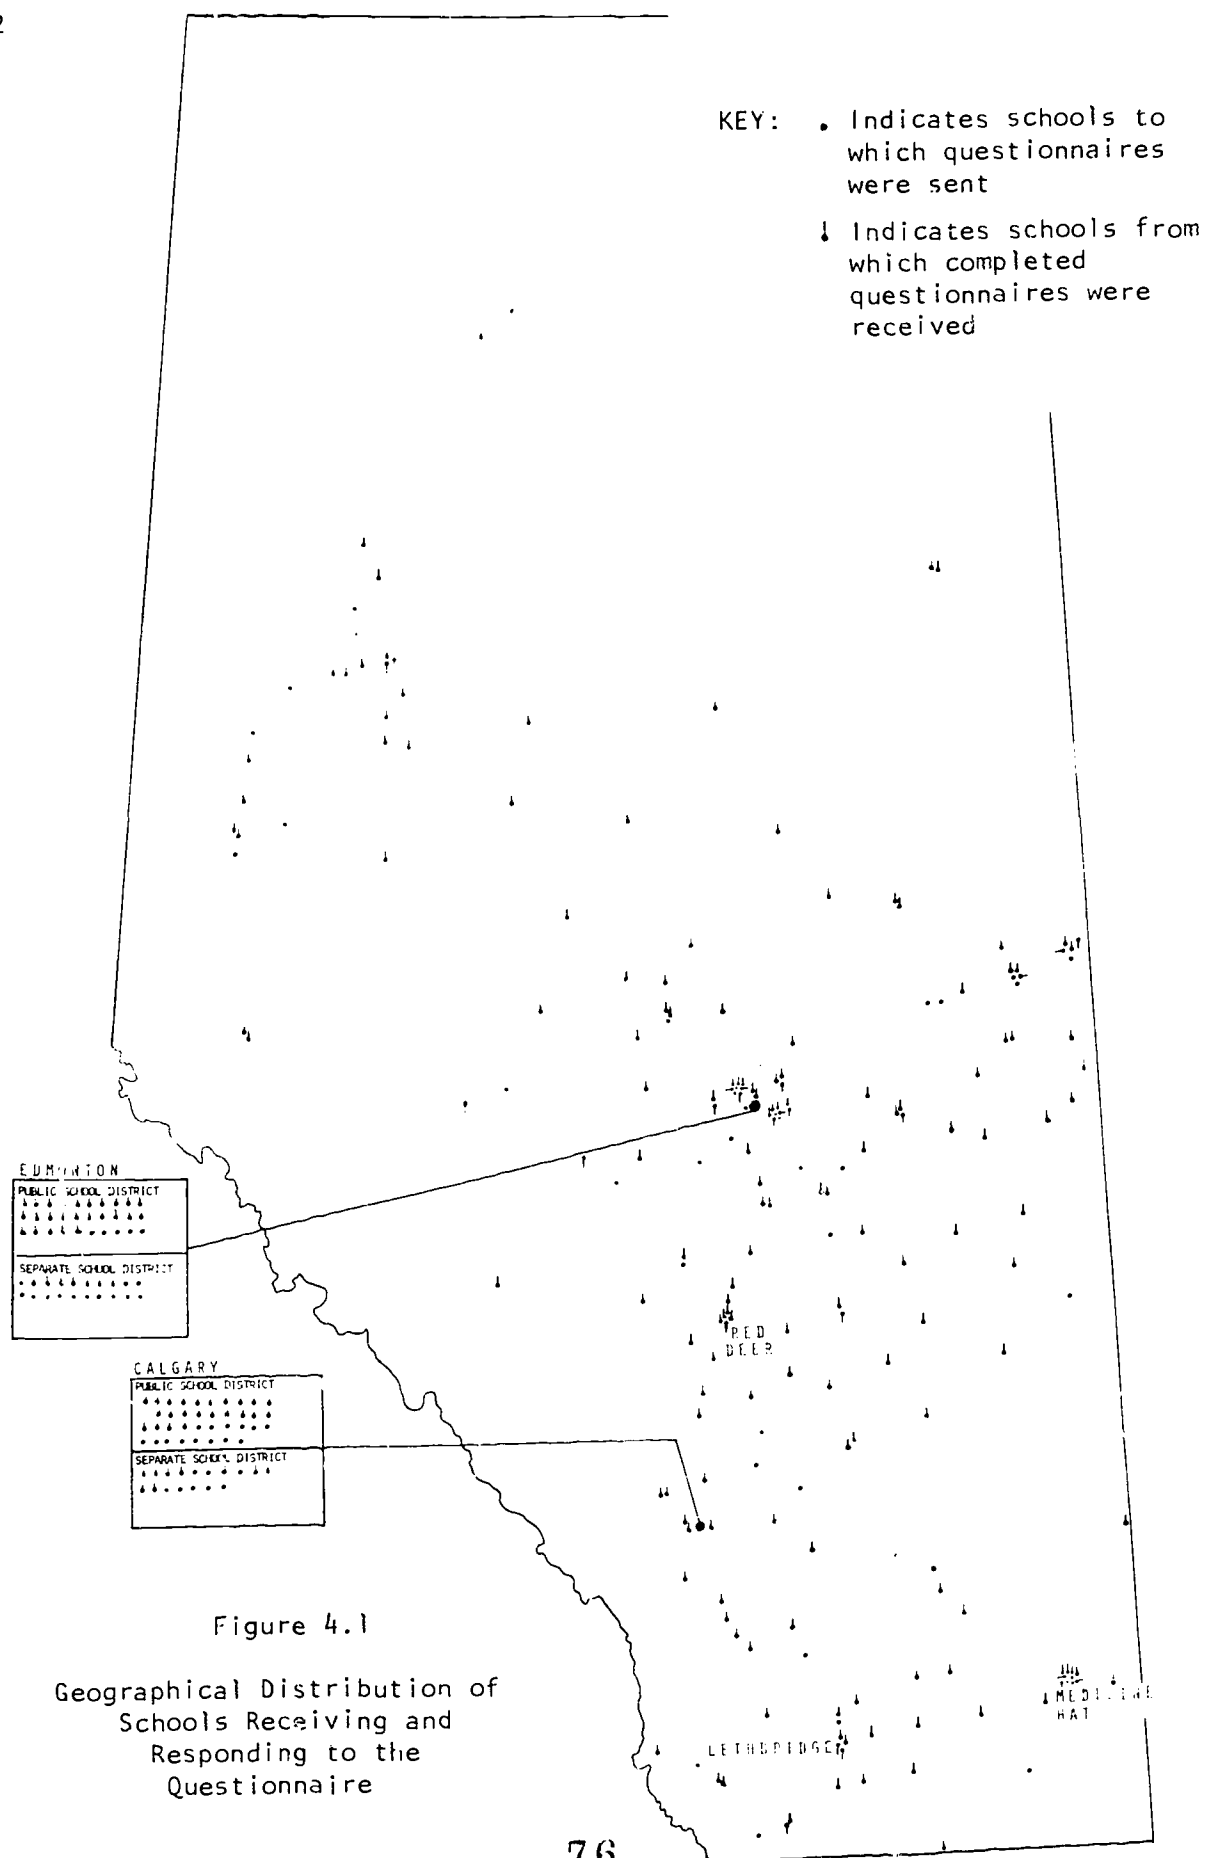 2
KEY: . Indicates schools to
which questionnaires
were sent
Indicates schools from
which completed
questionnaires were
received
PUBLIC SCHOOL DISTRICT
SEPARATE SCHOOL DISTRICT
RED
DEER
CALGARY
PUBLIC SCHOOL DISTRICT
SEPARATE SCHOOL DISTRICT
HAT
Figure 4.1
Geographical Distribution of
Schools Receiving and
Responding to the
Questionnaire
76